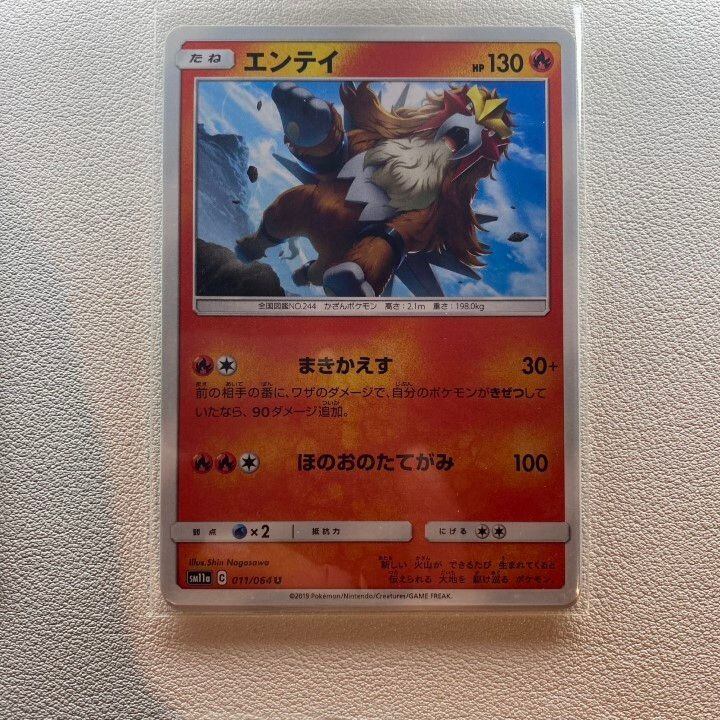 たね エンテイ HP 130
全国図鑑NO.244 かざんポケモン 高さ:2.1m 重さ:198.0kg
まきかえす 30+
前の相手の番に、ワザのダメージで、自分のポケモンがきぜつして
いたなら、90ダメージ追加。
ほのおのたてがみ 100
弱点 ×2 抵抗力 にげる
Illus.Shin Nagasawa
新しい 火山が できるたび 生まれてくると
伝えられる 大地を 駆け巡る ポケモン。
SM11a C 011/064 U
©2019 Pokémon/Nintendo/Creatures/GAME FREAK.